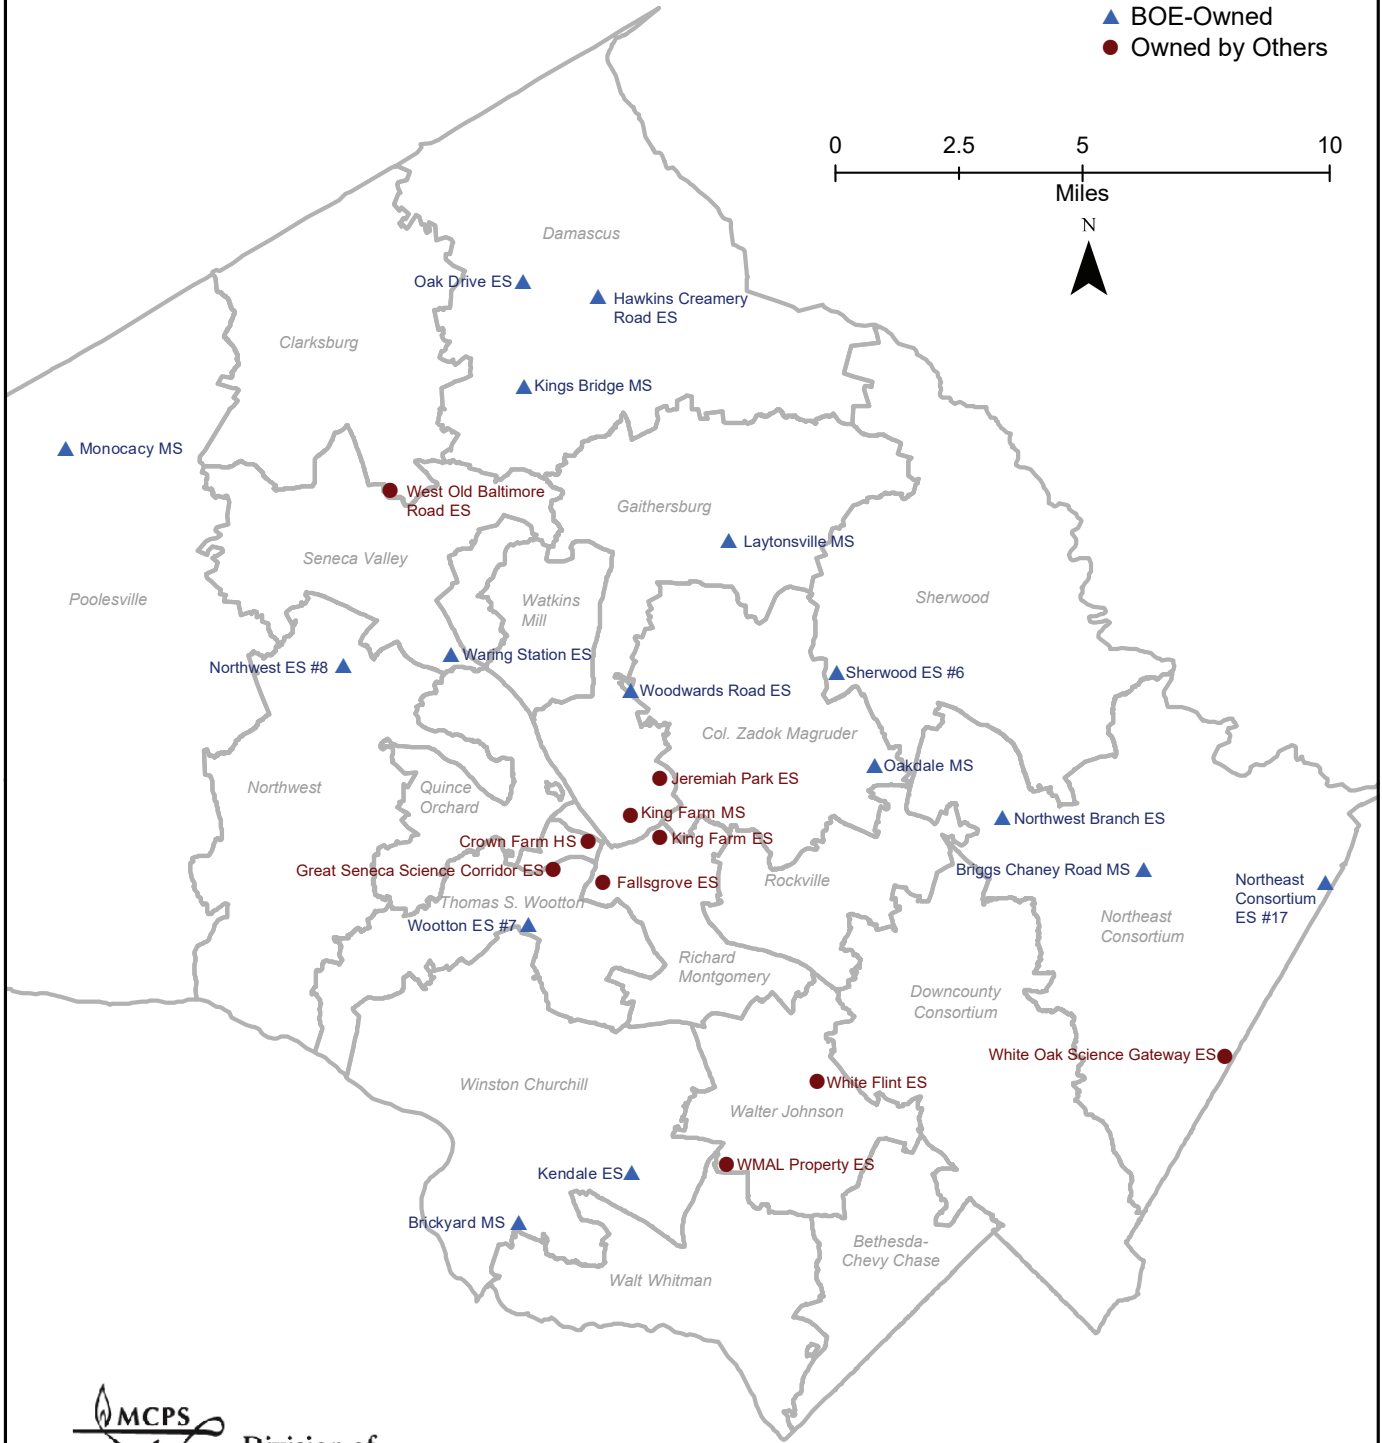 BOE-Owned
Owned by Others
0 2.5 5 10
Miles
N
Damascus
Oak Drive ES
Hawkins Creamery
Road ES
Clarksburg
Kings Bridge MS
Monocacy MS
West Old Baltimore
Road ES
Gaithersburg
Laytonsville MS
Seneca Valley
Poolesville
Watkins
Mill
Sherwood
Waring Station ES
Northwest ES #8
Sherwood ES #6
Woodwards Road ES
Col. Zadok Magruder
Oakdale MS
Jeremiah Park ES
Northwest
Quince
Orchard
King Farm MS
Northwest Branch ES
Crown Farm HS
King Farm ES
Great Seneca Science Corridor ES
Fallsgrove ES
Rockville
Briggs Chaney Road MS
Northeast
Consortium
ES #17
Thomas S. Wootton
Wootton ES #7
Northeast
Consortium
Richard
Montgomery
Downcounty
Consortium
White Oak Science Gateway ES
Winston Churchill
White Flint ES
Walter Johnson
WMAL Property ES
Kendale ES
Brickyard MS
Bethesda-
Chevy Chase
Walt Whitman
MCPS
Division of